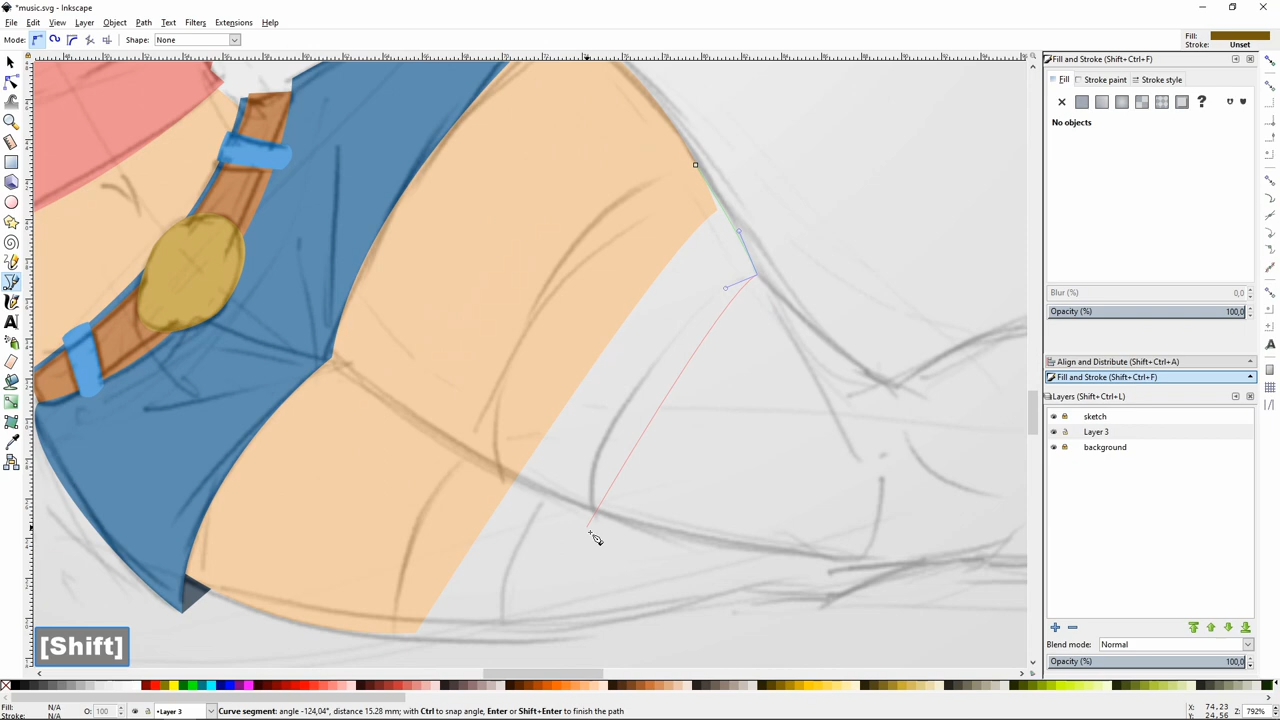 *music.svg - Inkscape
File Edit View Layer Object Path Text Filters Extensions Help
Mode: Shape: None
Fill:
Stroke: Unset
Fill and Stroke (Shift+Ctrl+F)
Fill Stroke paint Stroke style
No objects
Blur (%) 0,0
Opacity (%) 100,0
Align and Distribute (Shift+Ctrl+A)
Fill and Stroke (Shift+Ctrl+F)
Layers (Shift+Ctrl+L)
sketch
Layer 3
background
[Shift]
Blend mode: Normal
Opacity (%) 100,0
Fill: N/A
Stroke: N/A
O: 100
•Layer 3
Curve segment: angle -124,04°, distance 15.28 mm; with Ctrl to snap angle, Enter or Shift+Enter to finish the path
X: 74,23
Y: 24,56
Z: 792%